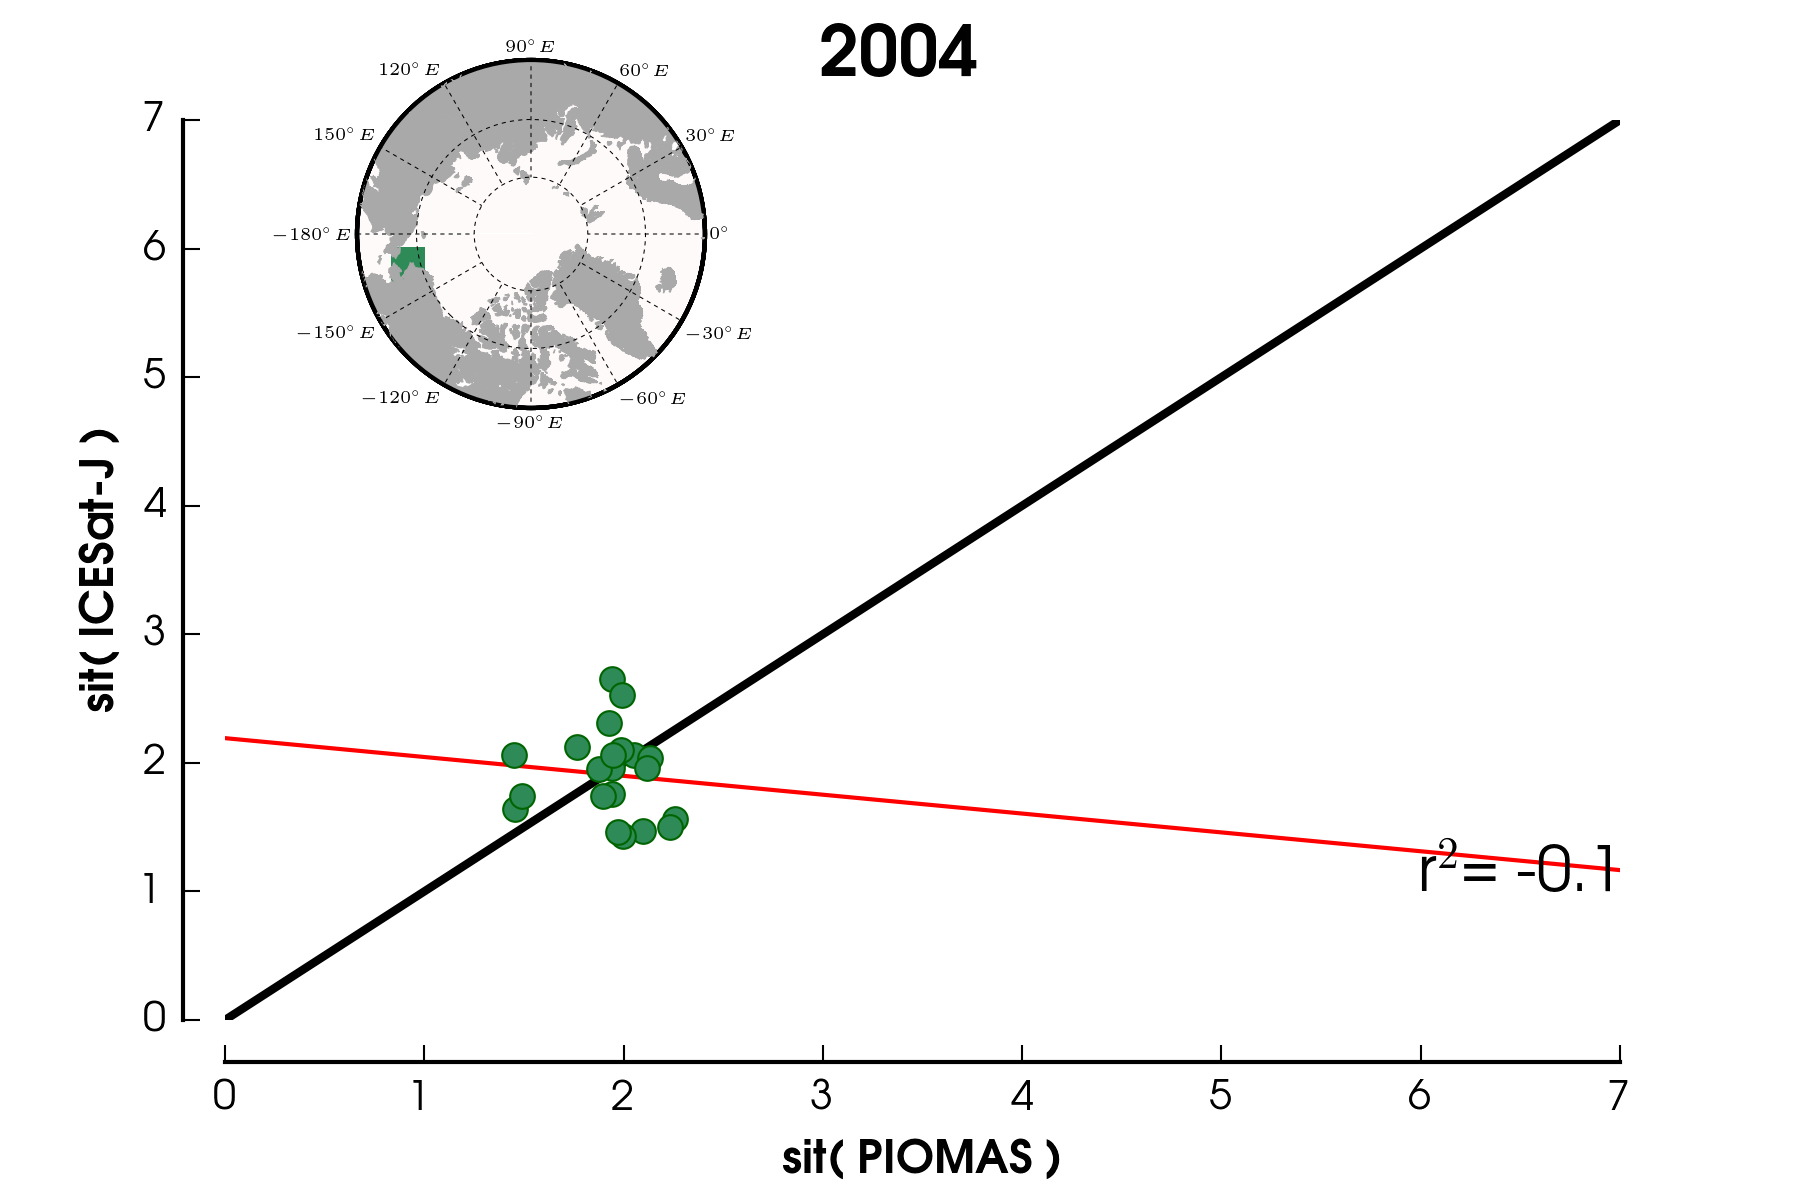 2004
90° E
120° E
60° E
150° E
30° E
−180° E
0°
−150° E
−30° E
−120° E
−60° E
−90° E
7
6
5
4
3
2
1
0
sit( ICESat-J )
r²= -0.1
0 1 2 3 4 5 6 7
sit( PIOMAS )